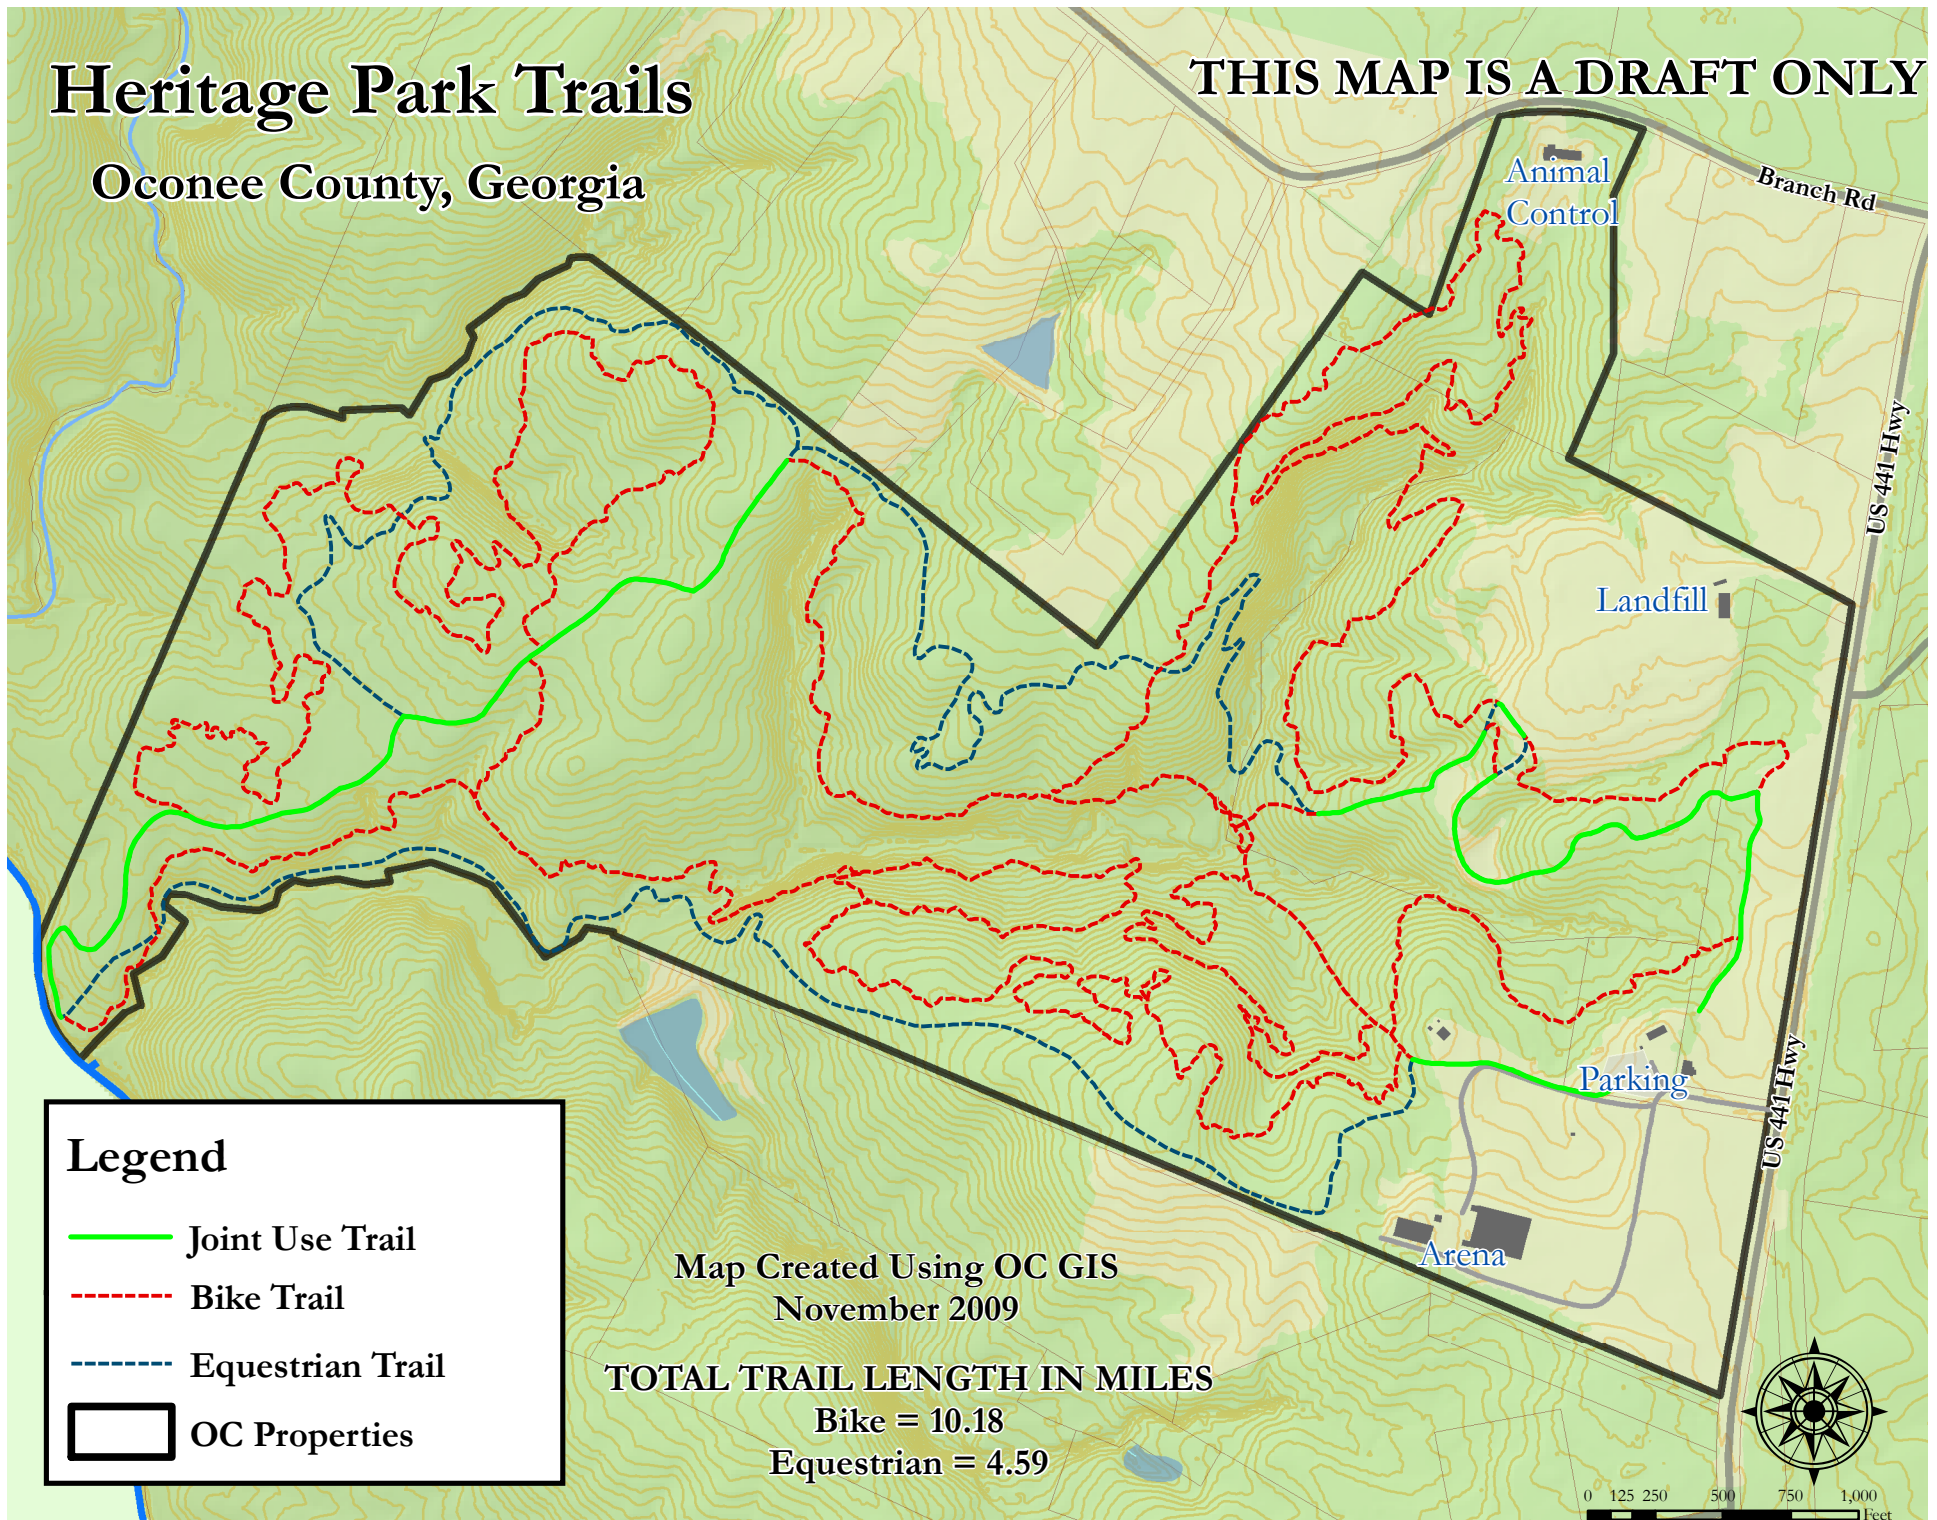 Heritage Park Trails
Oconee County, Georgia
THIS MAP IS A DRAFT ONLY
Animal
Control
Branch Rd
US 441 Hwy
Landfill
US 441 Hwy
Parking
Arena
Legend
Joint Use Trail
Bike Trail
Equestrian Trail
OC Properties
Map Created Using OC GIS
November 2009
TOTAL TRAIL LENGTH IN MILES
Bike = 10.18
Equestrian = 4.59
0 125 250 500 750 1,000
Feet